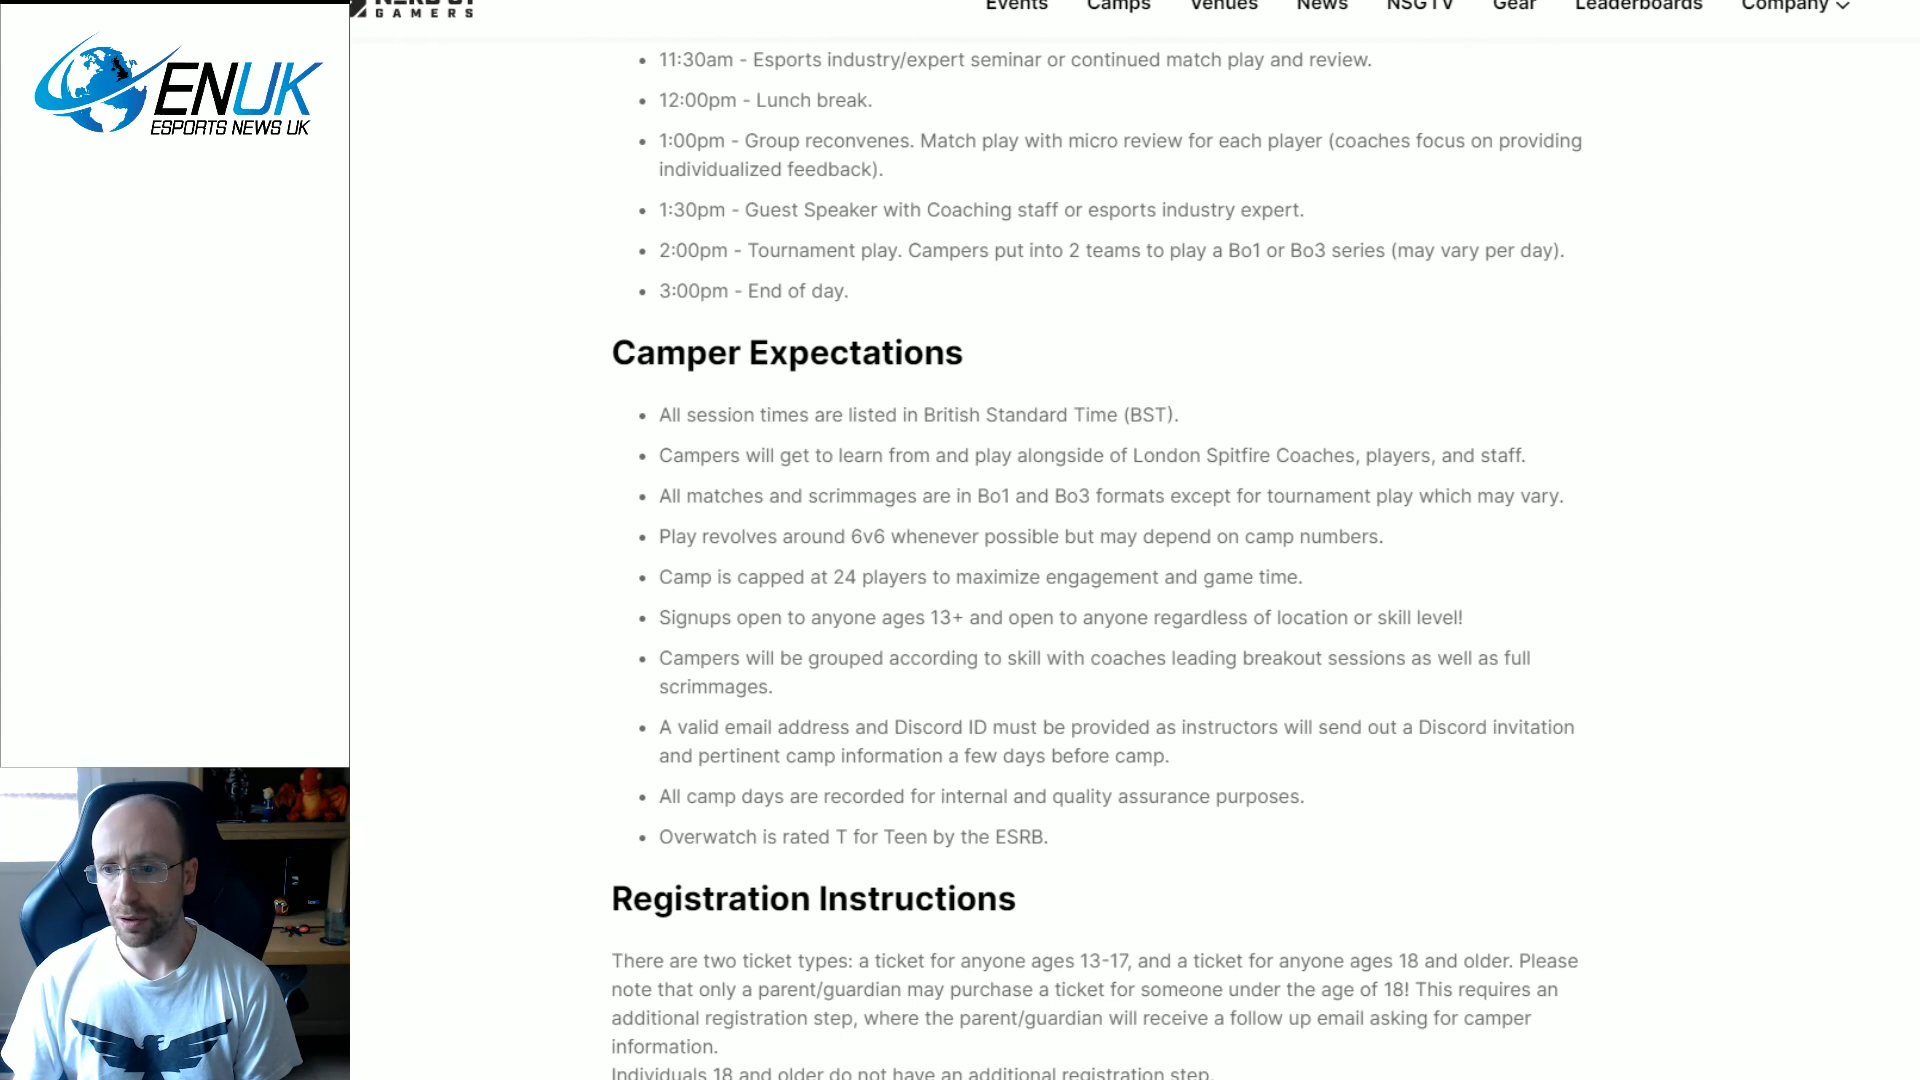 ENUK
ESPORTS NEWS UK
GAMERS
Events
Camps
Venues
News
NSGTV
Gear
Leaderboards
Company
• 11:30am - Esports industry/expert seminar or continued match play and review.
• 12:00pm - Lunch break.
• 1:00pm - Group reconvenes. Match play with micro review for each player (coaches focus on providing
individualized feedback).
• 1:30pm - Guest Speaker with Coaching staff or esports industry expert.
• 2:00pm - Tournament play. Campers put into 2 teams to play a Bo1 or Bo3 series (may vary per day).
• 3:00pm - End of day.
Camper Expectations
• All session times are listed in British Standard Time (BST).
• Campers will get to learn from and play alongside of London Spitfire Coaches, players, and staff.
• All matches and scrimmages are in Bo1 and Bo3 formats except for tournament play which may vary.
• Play revolves around 6v6 whenever possible but may depend on camp numbers.
• Camp is capped at 24 players to maximize engagement and game time.
• Signups open to anyone ages 13+ and open to anyone regardless of location or skill level!
• Campers will be grouped according to skill with coaches leading breakout sessions as well as full
scrimmages.
• A valid email address and Discord ID must be provided as instructors will send out a Discord invitation
and pertinent camp information a few days before camp.
• All camp days are recorded for internal and quality assurance purposes.
• Overwatch is rated T for Teen by the ESRB.
Registration Instructions
There are two ticket types: a ticket for anyone ages 13-17, and a ticket for anyone ages 18 and older. Please
note that only a parent/guardian may purchase a ticket for someone under the age of 18! This requires an
additional registration step, where the parent/guardian will receive a follow up email asking for camper
information.
Individuals 18 and older do not have an additional registration step.